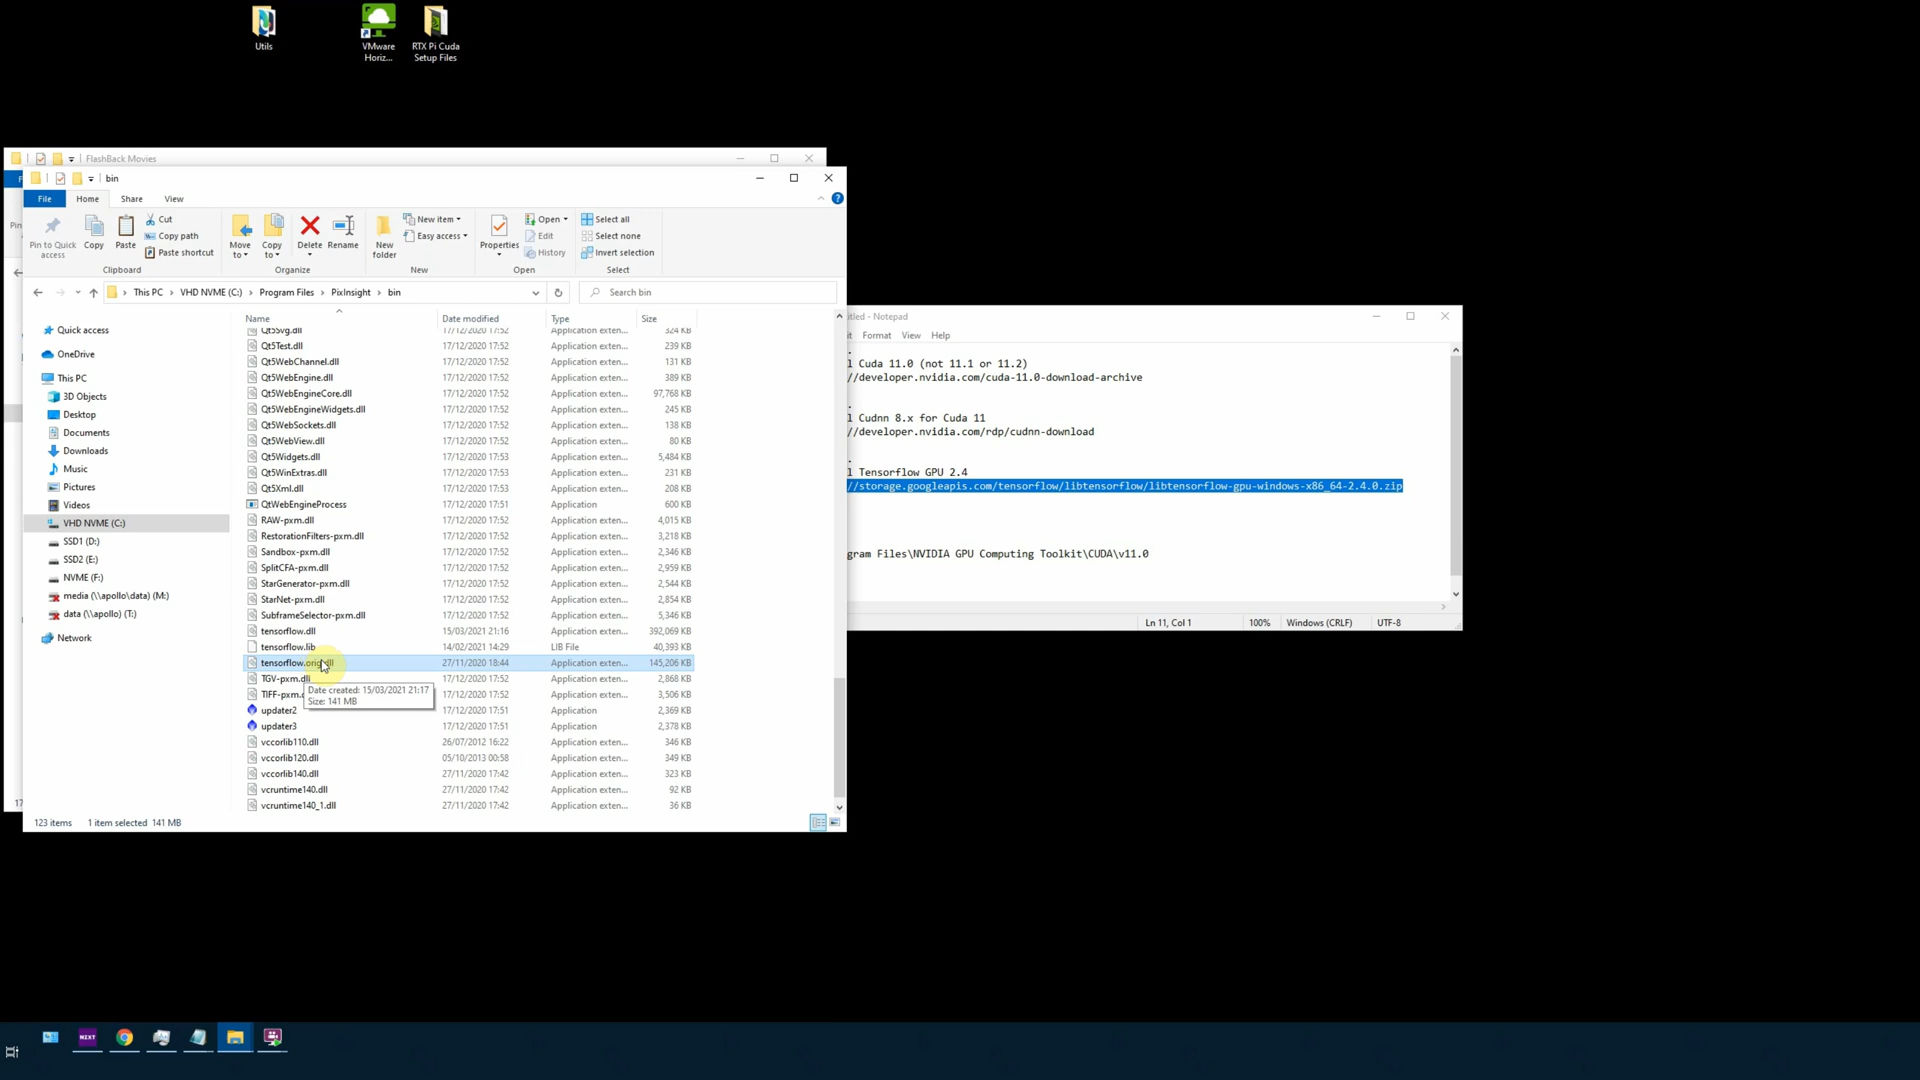 Utils
VMware
Horiz...
RTX Pi Cuda
Setup Files
FlashBack Movies
bin
File Home Share View
Pin to Quick access
Copy
Paste
Cut
Copy path
Paste shortcut
Clipboard
Move to
Copy to
Delete
Rename
Organize
New folder
New item
Easy access
New
Properties
Open
Edit
History
Open
Select all
Select none
Invert selection
Select
This PC > VHD NVME (C:) > Program Files > PixInsight > bin
Search bin
Quick access
OneDrive
This PC
3D Objects
Desktop
Documents
Downloads
Music
Pictures
Videos
VHD NVME (C:)
SSD1 (D:)
SSD2 (E:)
NVME (F:)
media (\\apollo\data) (M:)
data (\\apollo) (T:)
Network
Name Date modified Type Size
Qt5Svg.dll 17/12/2020 17:52 Application exten... 324 KB
Qt5Test.dll 17/12/2020 17:52 Application exten... 239 KB
Qt5WebChannel.dll 17/12/2020 17:52 Application exten... 131 KB
Qt5WebEngine.dll 17/12/2020 17:52 Application exten... 389 KB
Qt5WebEngineCore.dll 17/12/2020 17:52 Application exten... 97,768 KB
Qt5WebEngineWidgets.dll 17/12/2020 17:52 Application exten... 245 KB
Qt5WebSockets.dll 17/12/2020 17:52 Application exten... 138 KB
Qt5WebView.dll 17/12/2020 17:52 Application exten... 80 KB
Qt5Widgets.dll 17/12/2020 17:53 Application exten... 5,484 KB
Qt5WinExtras.dll 17/12/2020 17:53 Application exten... 231 KB
Qt5Xml.dll 17/12/2020 17:53 Application exten... 208 KB
QtWebEngineProcess 17/12/2020 17:51 Application 600 KB
RAW-pxm.dll 17/12/2020 17:52 Application exten... 4,015 KB
RestorationFilters-pxm.dll 17/12/2020 17:52 Application exten... 3,218 KB
Sandbox-pxm.dll 17/12/2020 17:52 Application exten... 2,346 KB
SplitCFA-pxm.dll 17/12/2020 17:52 Application exten... 2,959 KB
StarGenerator-pxm.dll 17/12/2020 17:52 Application exten... 2,544 KB
StarNet-pxm.dll 17/12/2020 17:52 Application exten... 2,854 KB
SubframeSelector-pxm.dll 17/12/2020 17:52 Application exten... 5,346 KB
tensorflow.dll 15/03/2021 21:16 Application exten... 392,069 KB
tensorflow.lib 14/02/2021 14:29 LIB File 40,393 KB
tensorflow.orig.dll 27/11/2020 18:44 Application exten... 145,206 KB
TGV-pxm.dll 17/12/2020 17:52 Application exten... 2,868 KB
TIFF-pxm.d 17/12/2020 17:52 Application exten... 3,506 KB
updater2 17/12/2020 17:51 Application 2,369 KB
updater3 17/12/2020 17:51 Application 2,378 KB
vccorlib110.dll 26/07/2012 16:22 Application exten... 346 KB
vccorlib120.dll 05/10/2013 00:58 Application exten... 349 KB
vccorlib140.dll 27/11/2020 17:42 Application exten... 323 KB
vcruntime140.dll 27/11/2020 17:42 Application exten... 92 KB
vcruntime140_1.dll 27/11/2020 17:42 Application exten... 36 KB
Date created: 15/03/2021 21:17
Size: 141 MB
123 items 1 item selected 141 MB
itled - Notepad
it Format View Help
l Cuda 11.0 (not 11.1 or 11.2)
//developer.nvidia.com/cuda-11.0-download-archive
l Cudnn 8.x for Cuda 11
//developer.nvidia.com/rdp/cudnn-download
l Tensorflow GPU 2.4
//storage.googleapis.com/tensorflow/libtensorflow/libtensorflow-gpu-windows-x86_64-2.4.0.zip
gram Files\NVIDIA GPU Computing Toolkit\CUDA\v11.0
Ln 11, Col 1 100% Windows (CRLF) UTF-8